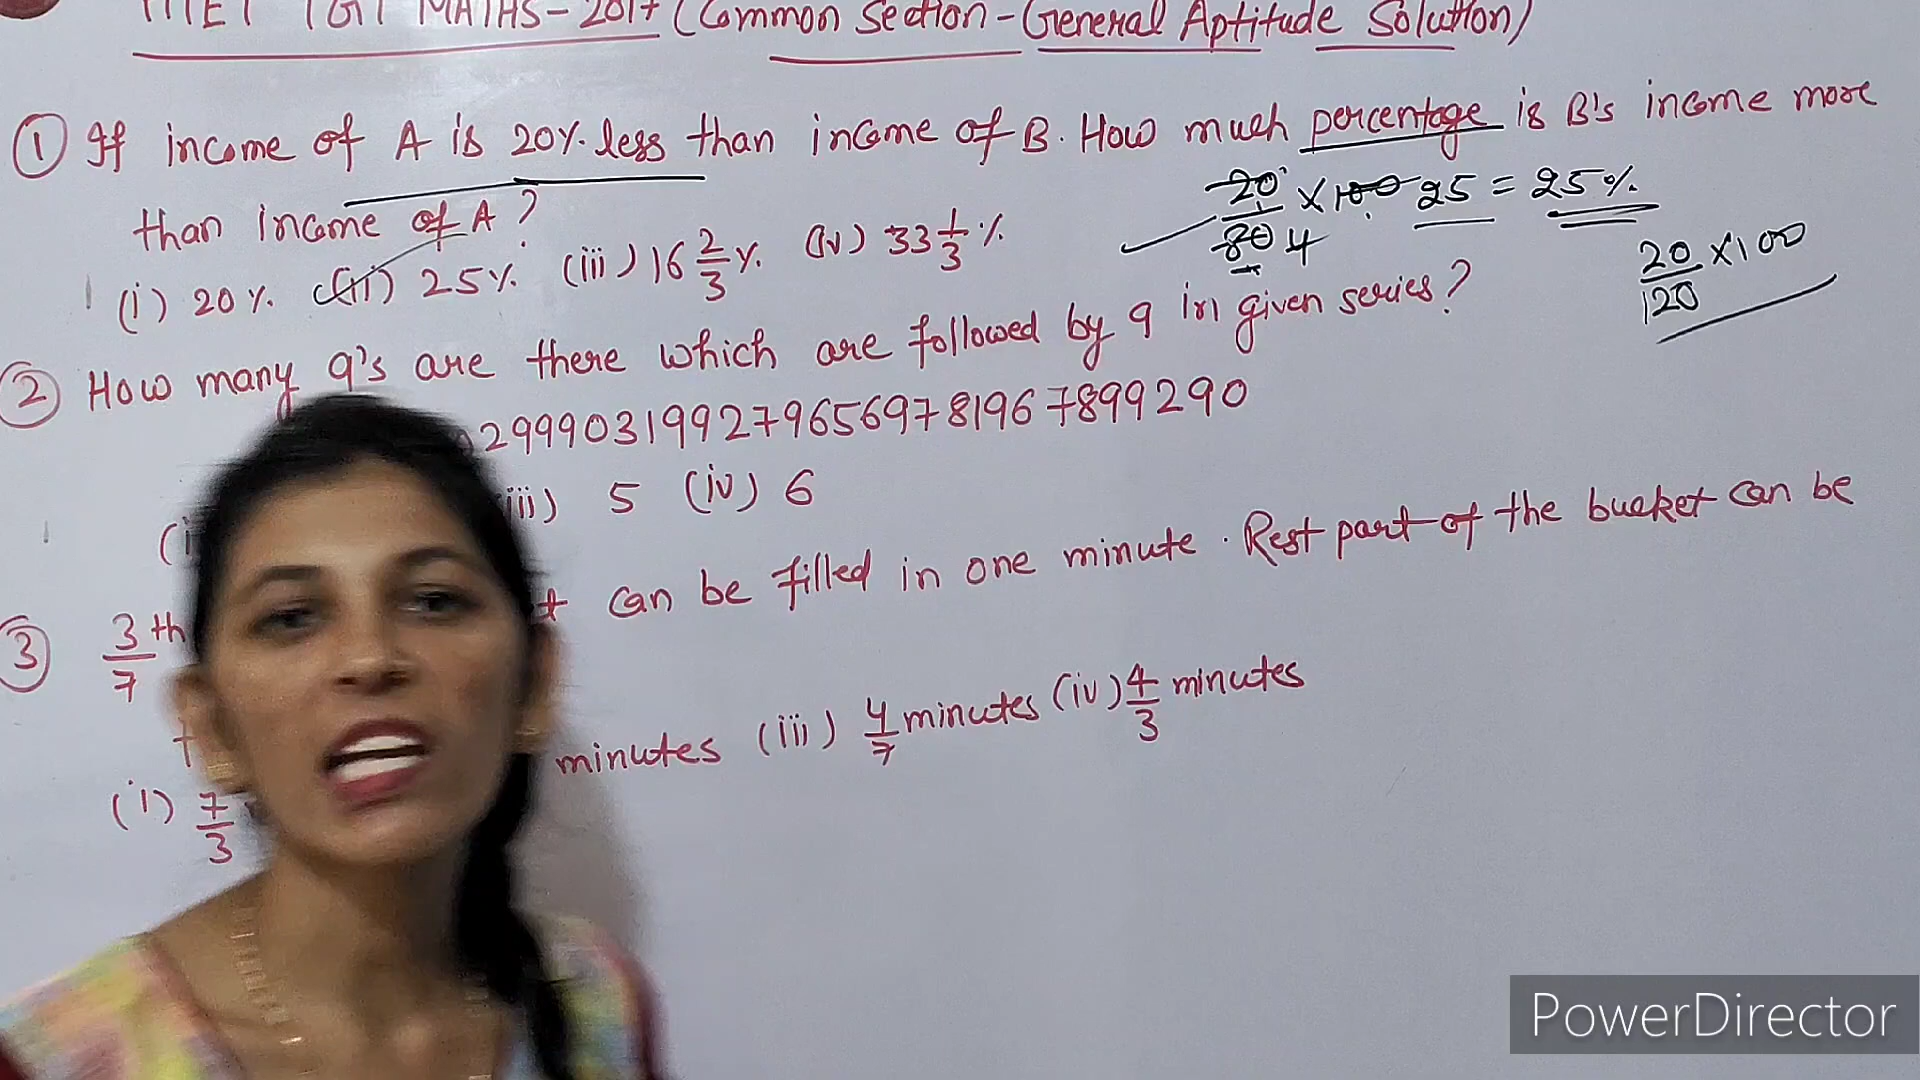 TGT MATHS-2017 (Common Section-General Aptitude Solution)
① If income of A is 20% less than income of B. How much percentage is B's income more
than income of A?
20/80 4 × 100 25 = 25%
20/120 × 100
(i) 20% (ii) 25% (iii) 16 2/3 % (iv) 33 1/3 %
② How many 9's are there which are followed by 9 in given series?
299903199279656978196 7899290
iii) 5 (iv) 6
③ 3/7 th can be filled in one minute. Rest part of the bucket can be
(i) 7/3 minutes (iii) 4/7 minutes (iv) 4/3 minutes
PowerDirector